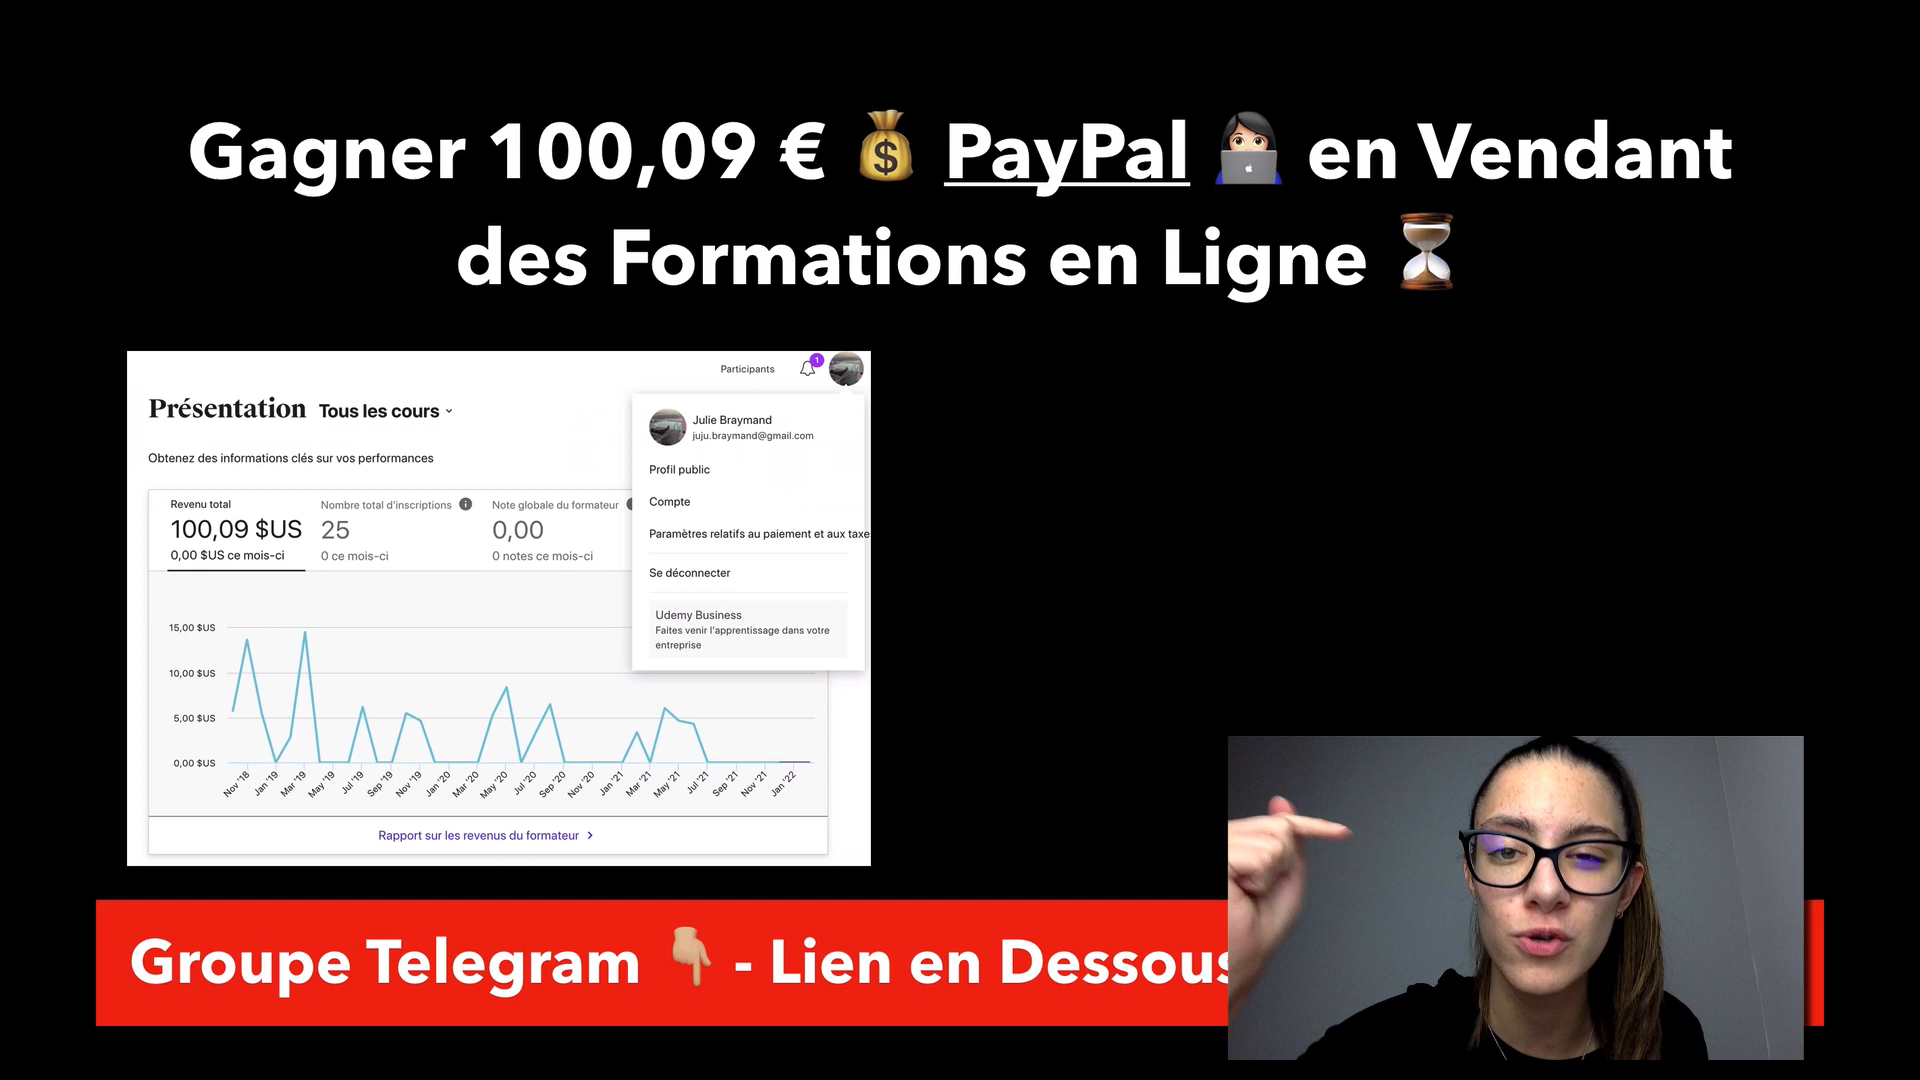 Gagner 100,09 € 💰 PayPal 👩🏻‍💻 en Vendant
des Formations en Ligne ⏳
Participants
1
Présentation Tous les cours
Julie Braymand
juju.braymand@gmail.com
Obtenez des informations clés sur vos performances
Profil public
Compte
Paramètres relatifs au paiement et aux taxe
Se déconnecter
Udemy Business
Faites venir l'apprentissage dans votre
entreprise
Revenu total
100,09 $US
0,00 $US ce mois-ci
Nombre total d'inscriptions
25
0 ce mois-ci
Note globale du formateur
0,00
0 notes ce mois-ci
15,00 $US
10,00 $US
5,00 $US
0,00 $US
Nov '18 Jan '19 Mar '19 May '19 Jul '19 Sep '19 Nov '19 Jan '20 Mar '20 May '20 Jul '20 Sep '20 Nov '20 Jan '21 Mar '21 May '21 Jul '21 Sep '21 Nov '21 Jan '22
Rapport sur les revenus du formateur
Groupe Telegram 👇🏼 - Lien en Dessous